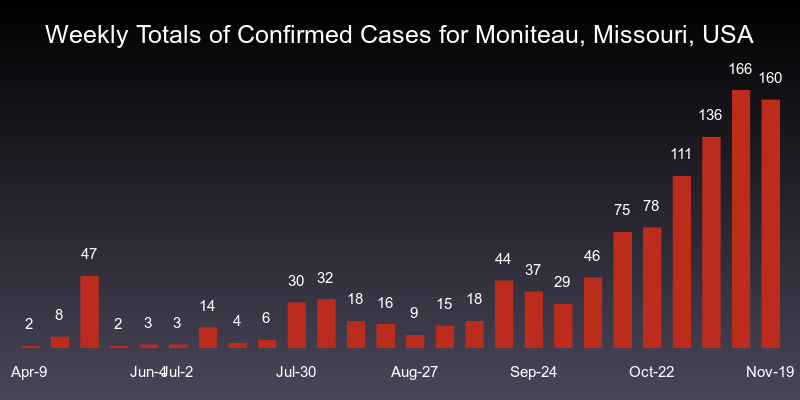 Weekly Totals of Confirmed Cases for Moniteau, Missouri, USA
2 8 47 2 3 3 14 4 6 30 32 18 16 9 15 18 44 37 29 46 75 78 111 136 166 160
Apr-9 Jun-4 Jul-2 Jul-30 Aug-27 Sep-24 Oct-22 Nov-19